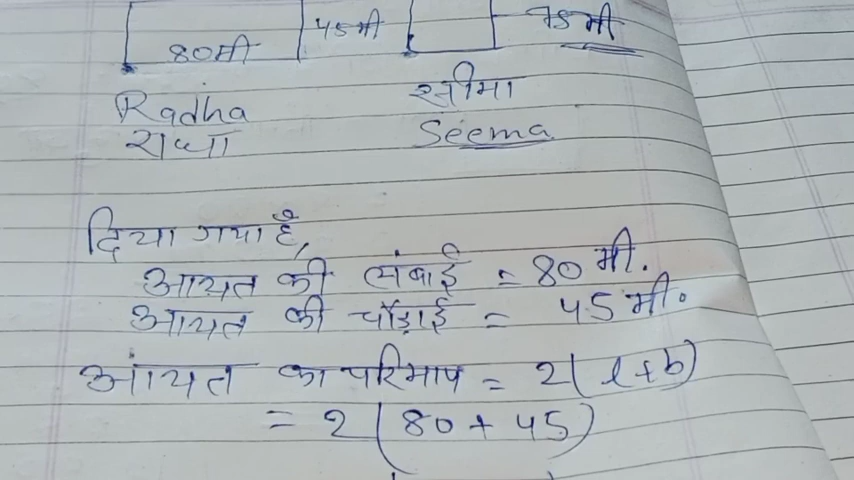 80मी 45मी 75मी
Radha सीमा
राधा Seema
दिया गया है,
आयत की लंबाई = 80 मी.
आयत की चौड़ाई = 45 मी.
आयत का परिमाप = 2(l+b)
= 2(80+45)